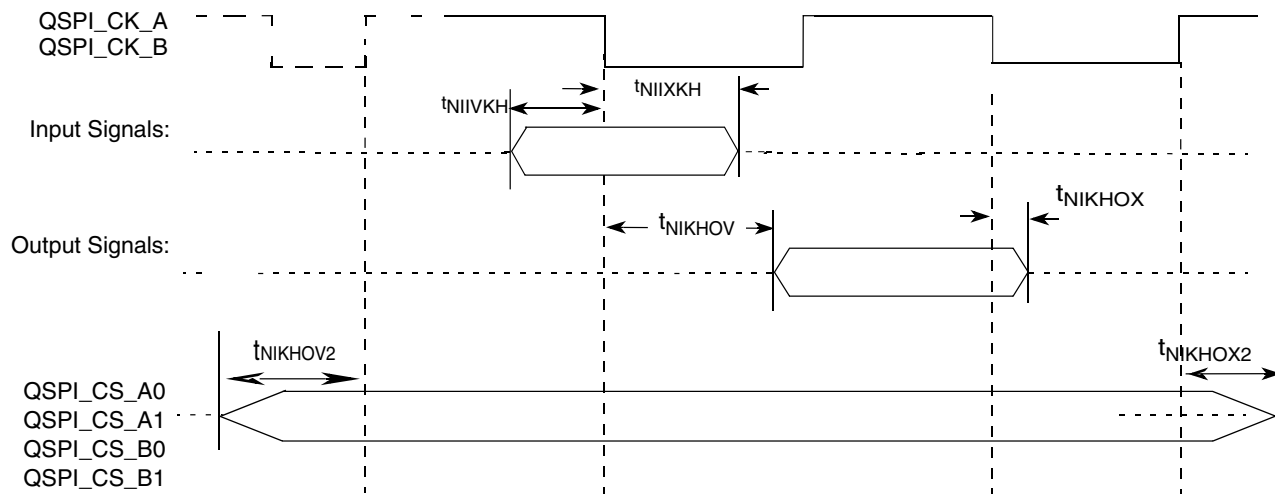 QSPI_CK_A
QSPI_CK_B
tNIIVKH
tNIIXKH
Input Signals:
tNIKHOX
tNIKHOV
Output Signals:
tNIKHOV2
tNIKHOX2
QSPI_CS_A0
QSPI_CS_A1
QSPI_CS_B0
QSPI_CS_B1